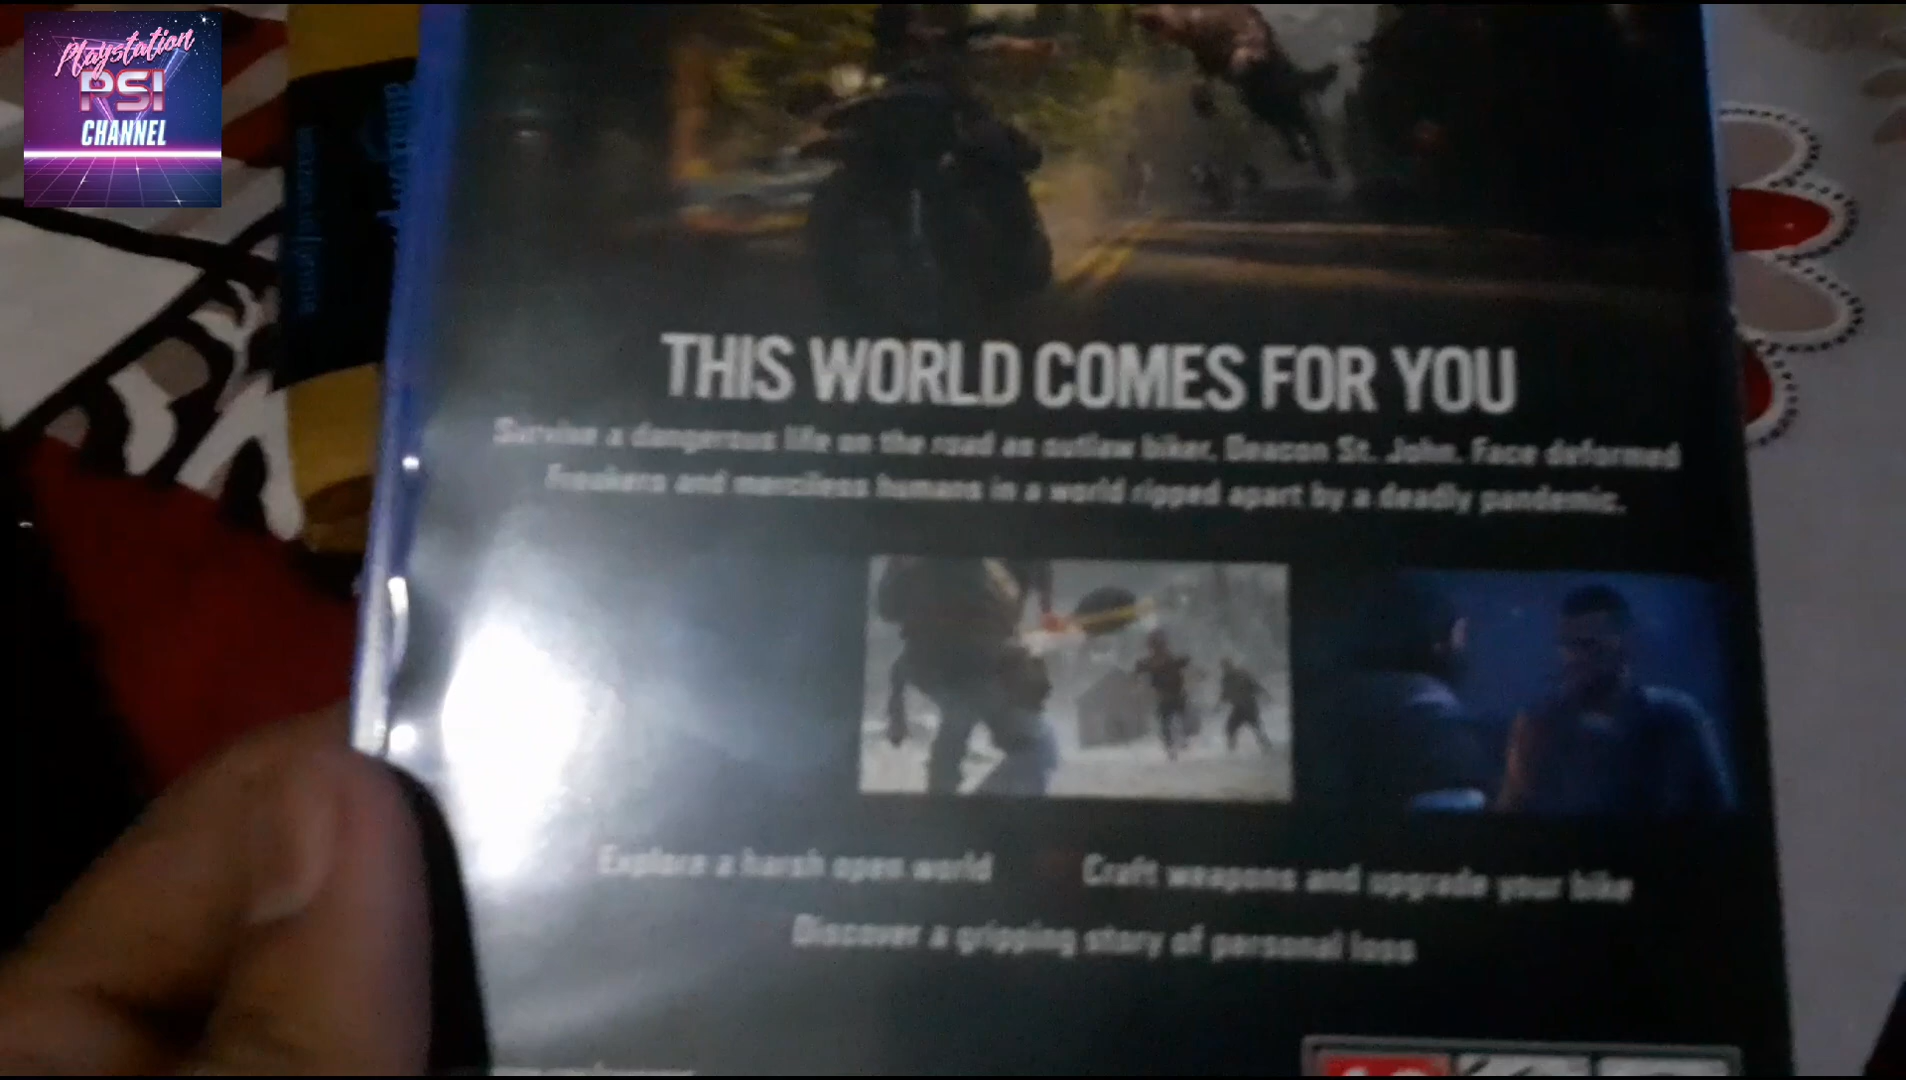 Playstation
PSI
CHANNEL
THIS WORLD COMES FOR YOU
Survive a dangerous life on the road as outlaw biker, Deacon St. John. Face deformed
Freakers and merciless humans in a world ripped apart by a deadly pandemic.
Explore a harsh open world Craft weapons and upgrade your bike
Discover a gripping story of personal loss